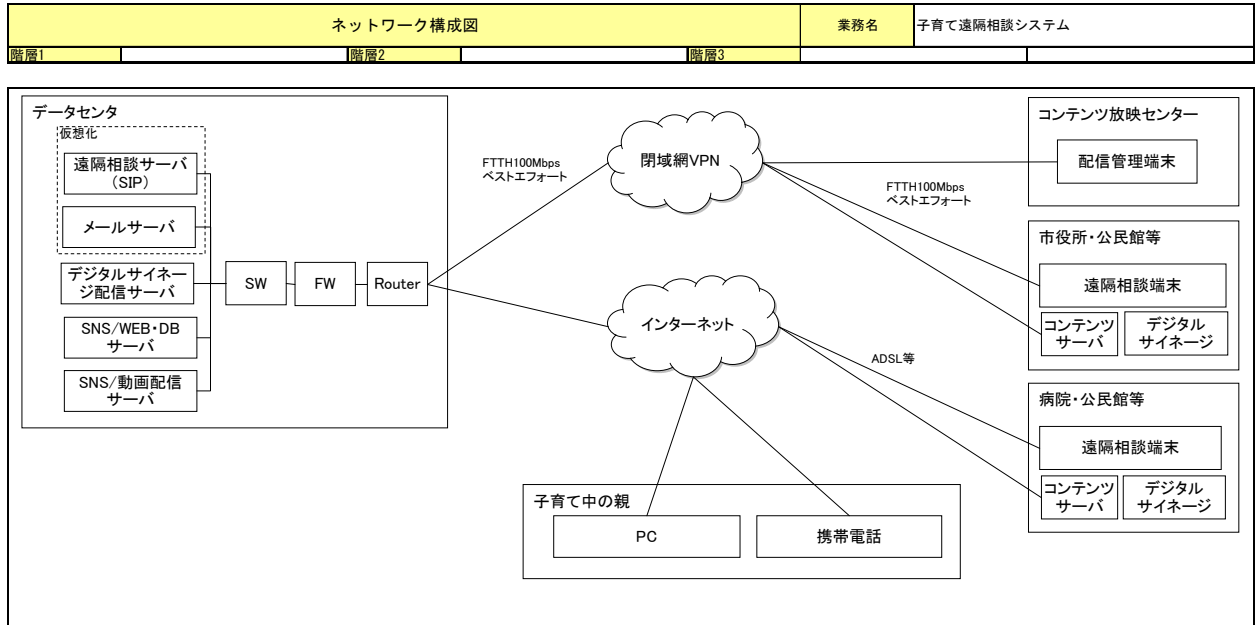 ネットワーク構成図
業務名
子育て遠隔相談システム
階層1
階層2
階層3
データセンタ
仮想化
遠隔相談サーバ
(SIP)
メールサーバ
デジタルサイネー
ジ配信サーバ
SNS/WEB・DB
サーバ
SNS/動画配信
サーバ
SW
FW
Router
FTTH100Mbps
ベストエフォート
閉域網VPN
インターネット
FTTH100Mbps
ベストエフォート
ADSL等
コンテンツ放映センター
配信管理端末
市役所・公民館等
遠隔相談端末
コンテンツ
サーバ
デジタル
サイネージ
病院・公民館等
遠隔相談端末
コンテンツ
サーバ
デジタル
サイネージ
子育て中の親
PC
携帯電話